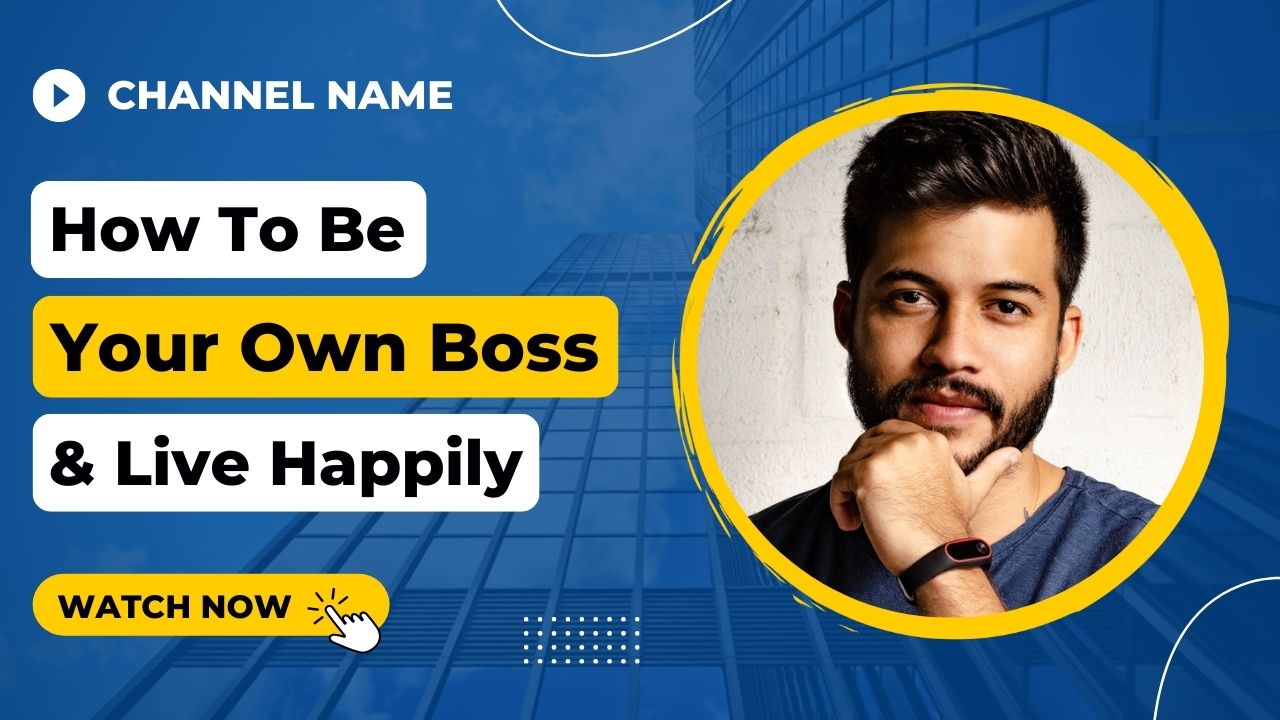 CHANNEL NAME
How To Be
Your Own Boss
& Live Happily
WATCH NOW